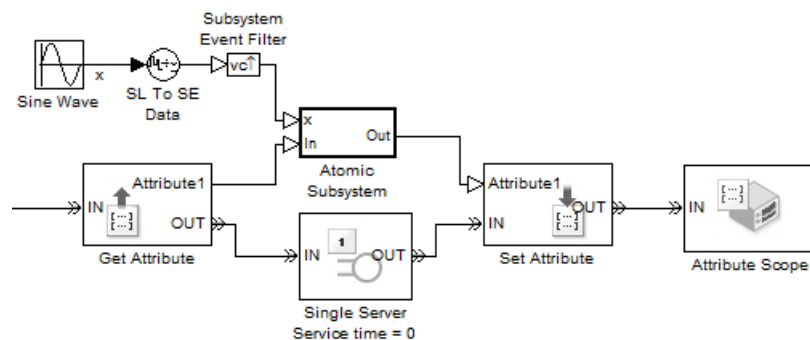 Subsystem
Event Filter
vc↑
x
Sine Wave
SL To SE
Data
x
In
Out
Atomic
Subsystem
IN
Attribute1
OUT
[...]
Get Attribute
IN
1
OUT
Single Server
Service time = 0
Attribute1
IN
OUT
[...]
Set Attribute
IN
[...]
Attribute Scope